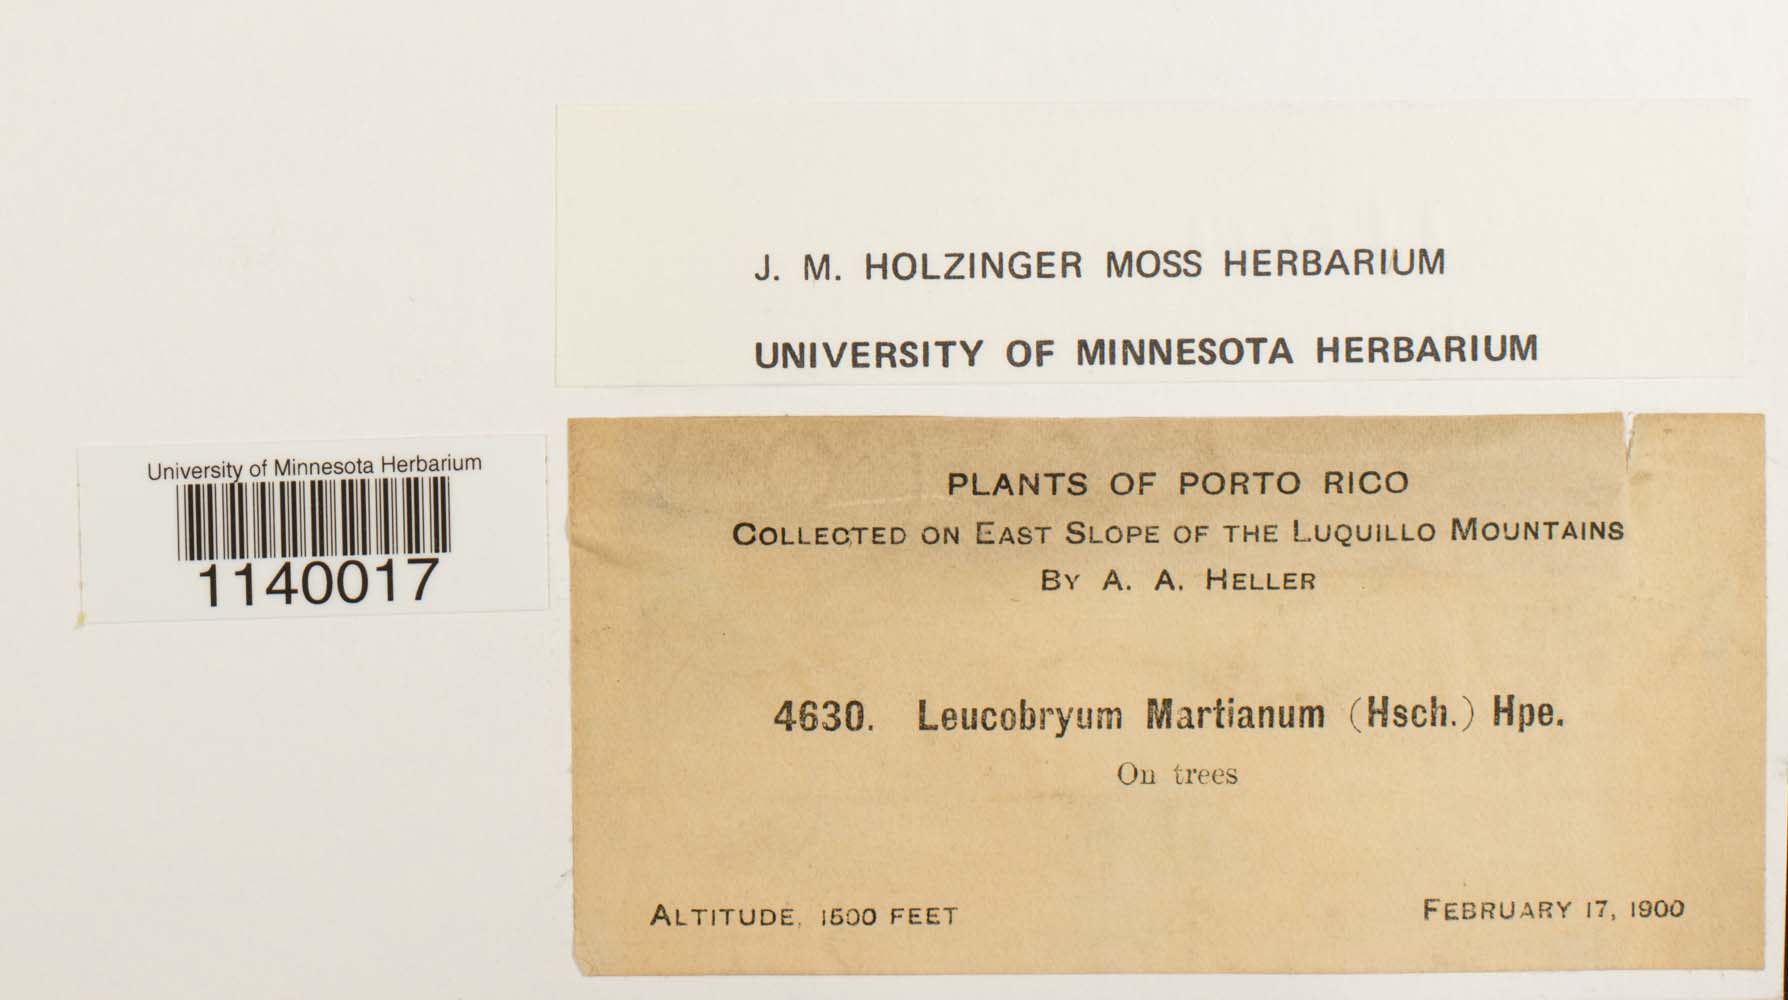 J. M. HOLZINGER MOSS HERBARIUM
UNIVERSITY OF MINNESOTA HERBARIUM
University of Minnesota Herbarium
1140017
PLANTS OF PORTO RICO
COLLECTED ON EAST SLOPE OF THE LUQUILLO MOUNTAINS
BY A. A. HELLER
4630. Leucobryum Martianum (Hsch.) Hpe.
On trees
ALTITUDE, 1500 FEET
FEBRUARY 17, 1900